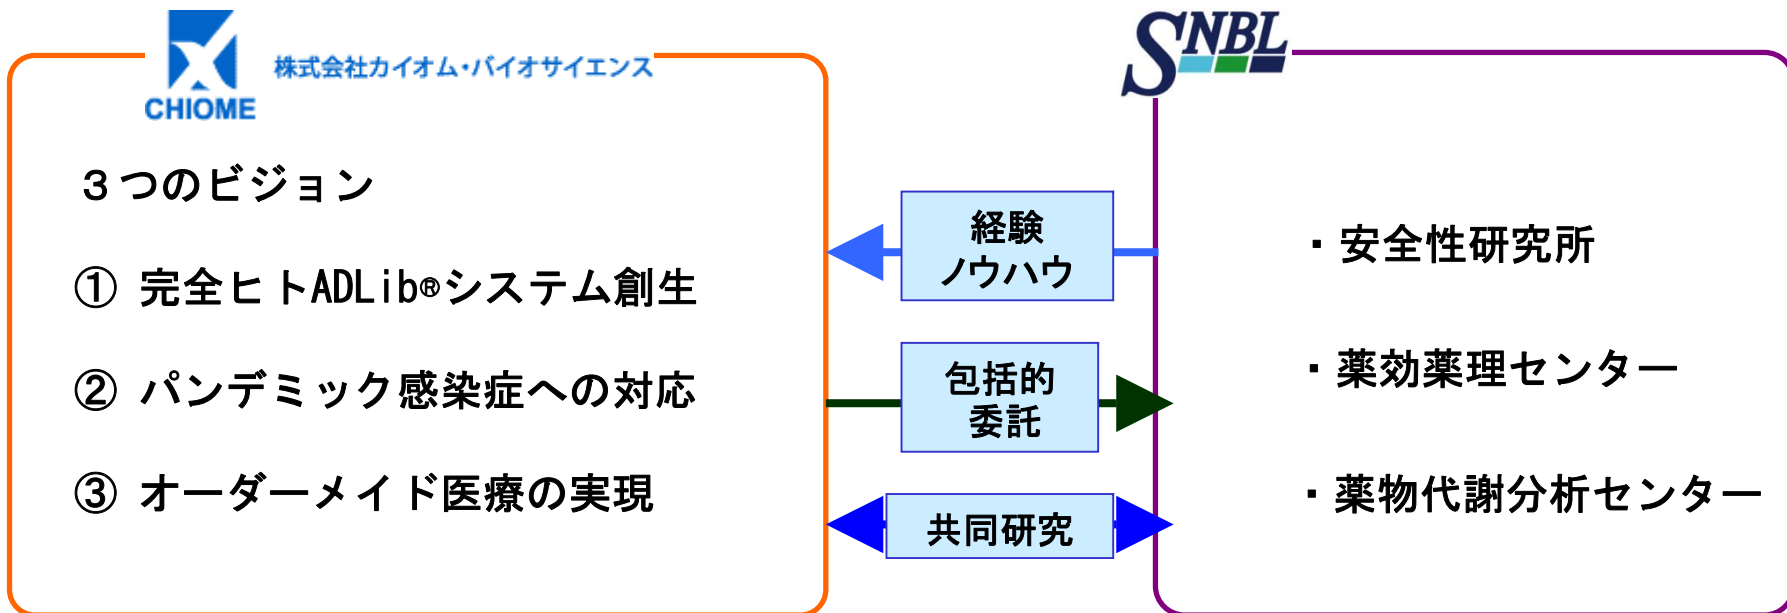 CHIOME
株式会社カイオム・バイオサイエンス
３つのビジョン
① 完全ヒトADLib®システム創生
② パンデミック感染症への対応
③ オーダーメイド医療の実現
経験
ノウハウ
包括的
委託
共同研究
SNBL
・安全性研究所
・薬効薬理センター
・薬物代謝分析センター